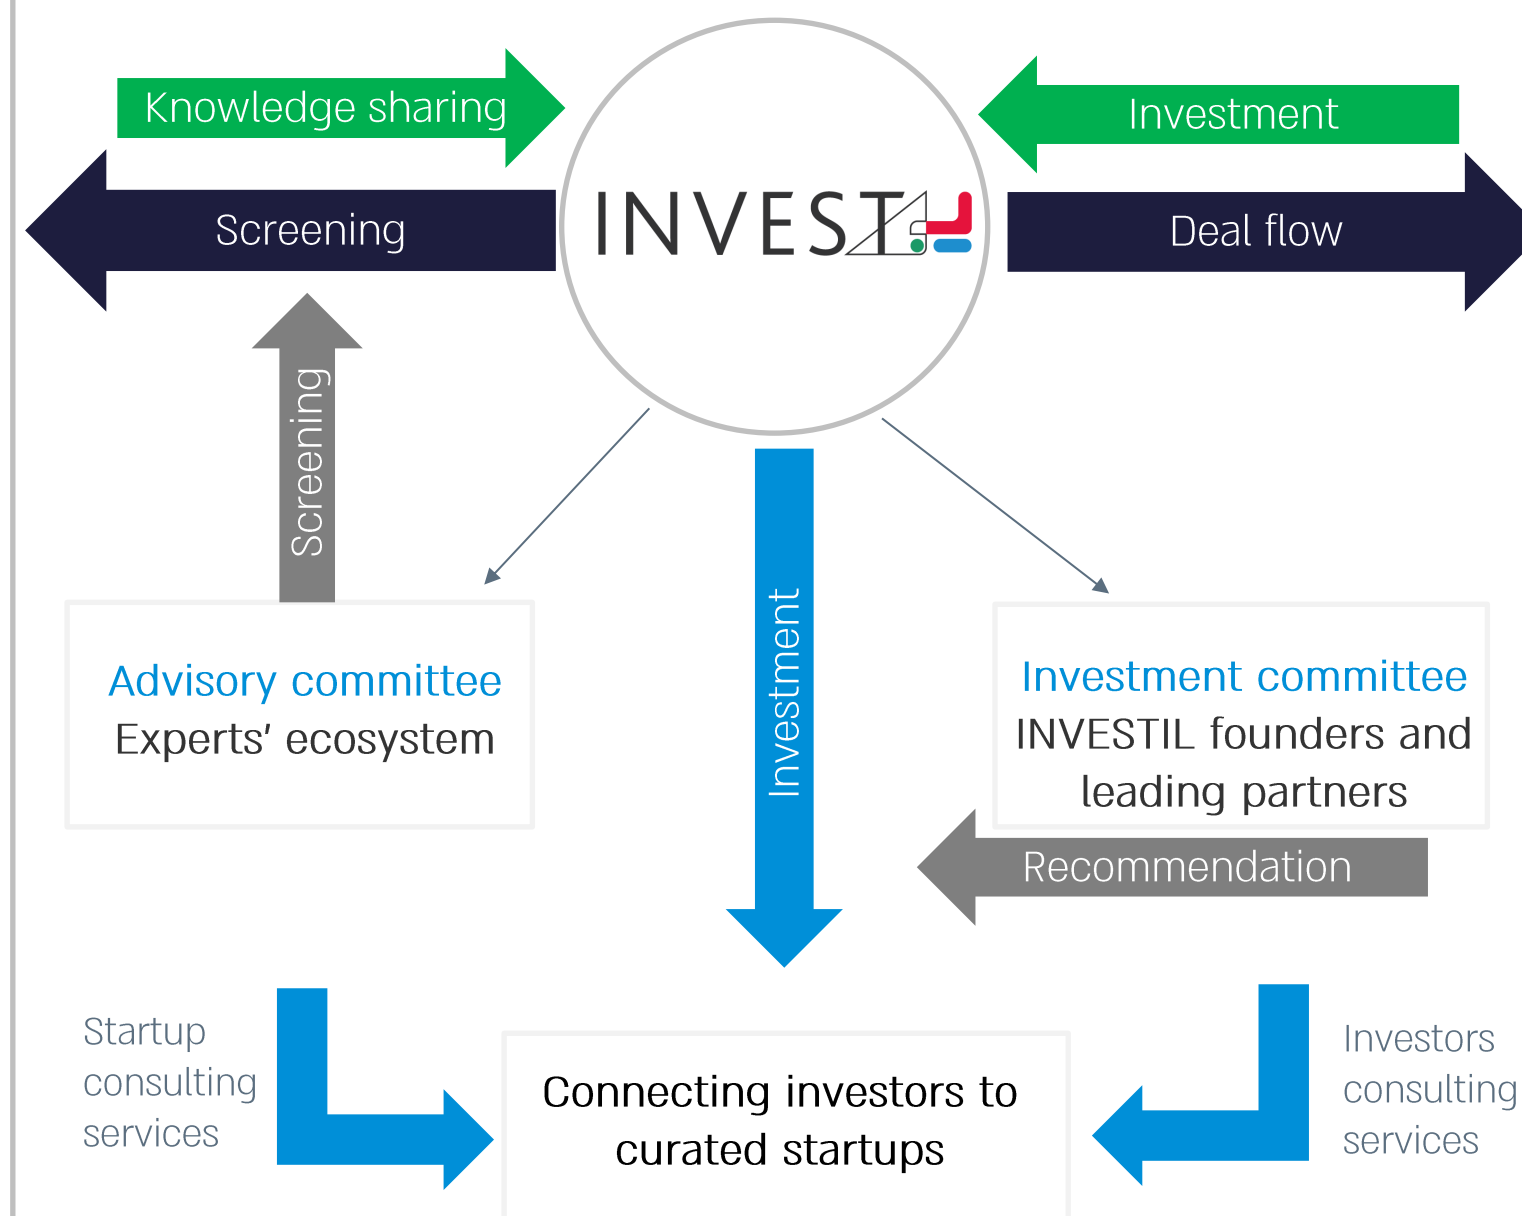 Knowledge sharing
Investment
Screening
INVESTIL
Deal flow
Screening
Investment
Advisory committee
Experts' ecosystem
Investment committee
INVESTIL founders and
leading partners
Recommendation
Startup
consulting
services
Connecting investors to
curated startups
Investors
consulting
services